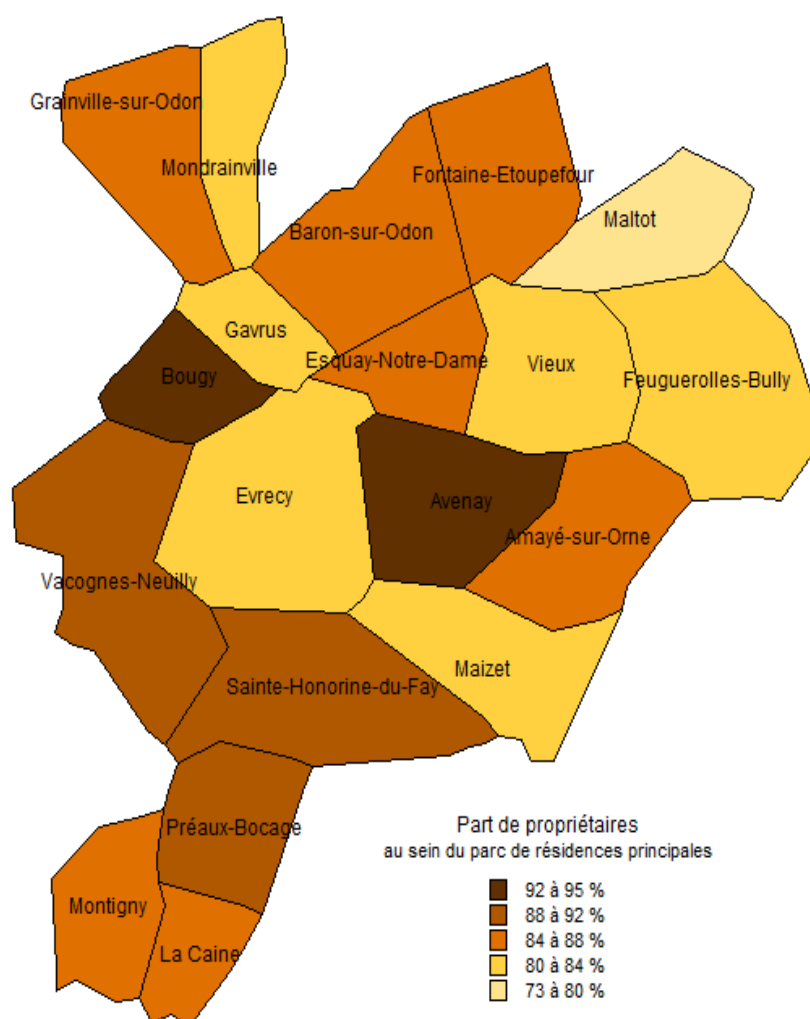 Grainville-sur-Odon
Mondrainville
Fontaine-Etoupefour
Maltot
Baron-sur-Odon
Gavrus
Esquay-Notre-Dame
Vieux
Feuguerolles-Bully
Bougy
Evrecy
Avenay
Amayé-sur-Orne
Vacognes-Neuilly
Maizet
Sainte-Honorine-du-Fay
Préaux-Bocage
Montigny
La Caine
Part de propriétaires
au sein du parc de résidences principales
92 à 95 %
88 à 92 %
84 à 88 %
80 à 84 %
73 à 80 %